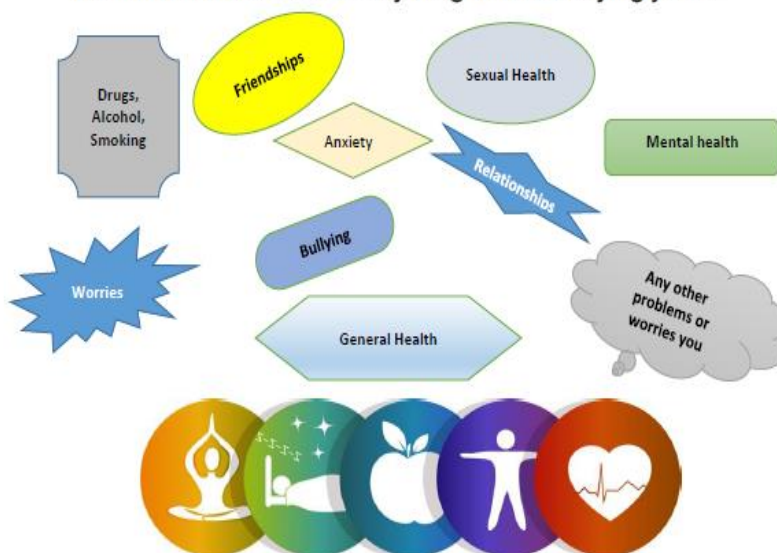 Friendships
Sexual Health
Drugs,
Alcohol,
Smoking
Anxiety
Mental health
Relationships
Bullying
Worries
Any other
problems or
worries you
General Health